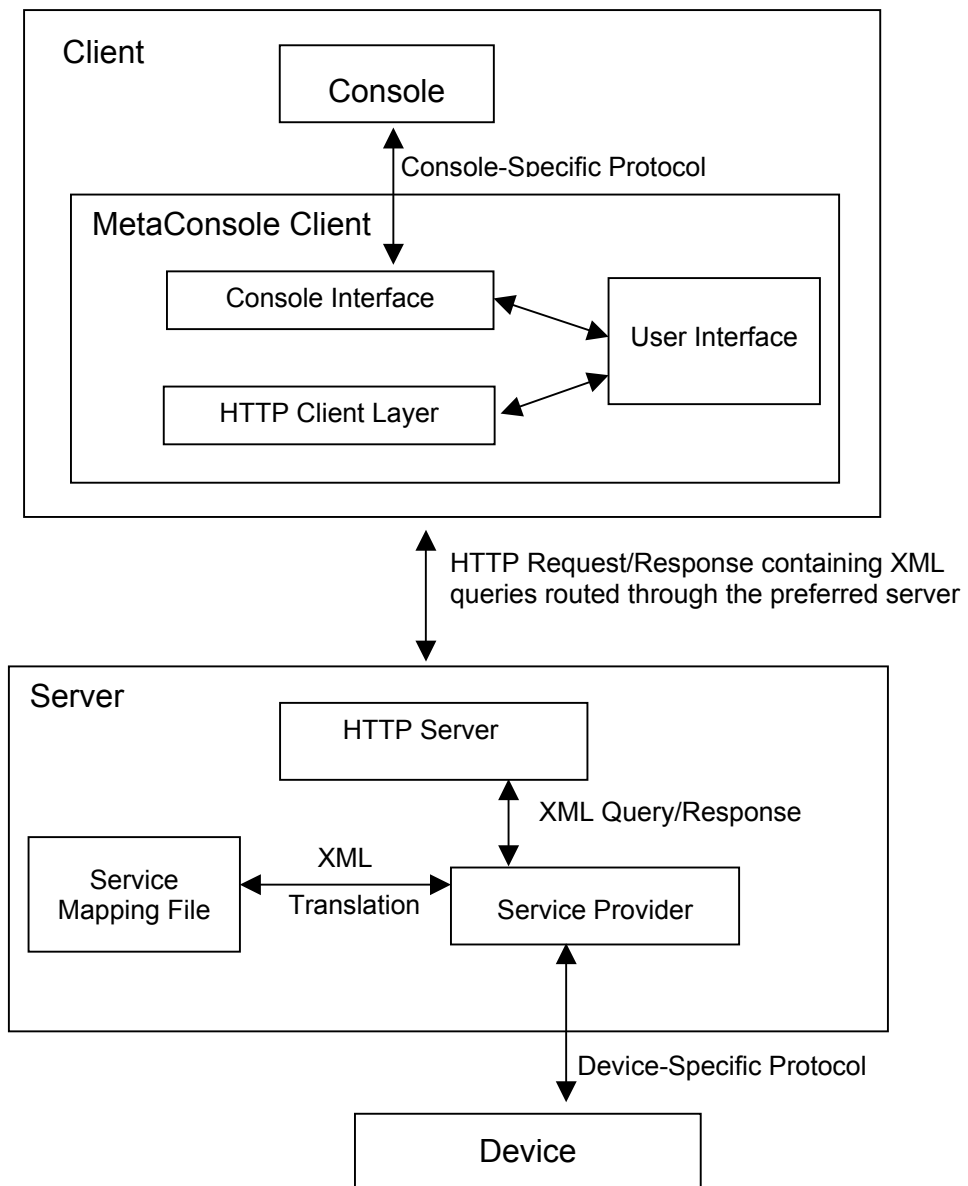 Client
Console
Console-Specific Protocol
MetaConsole Client
Console Interface
User Interface
HTTP Client Layer
HTTP Request/Response containing XML
queries routed through the preferred server
Server
HTTP Server
XML Query/Response
XML
Translation
Service
Mapping File
Service Provider
Device-Specific Protocol
Device